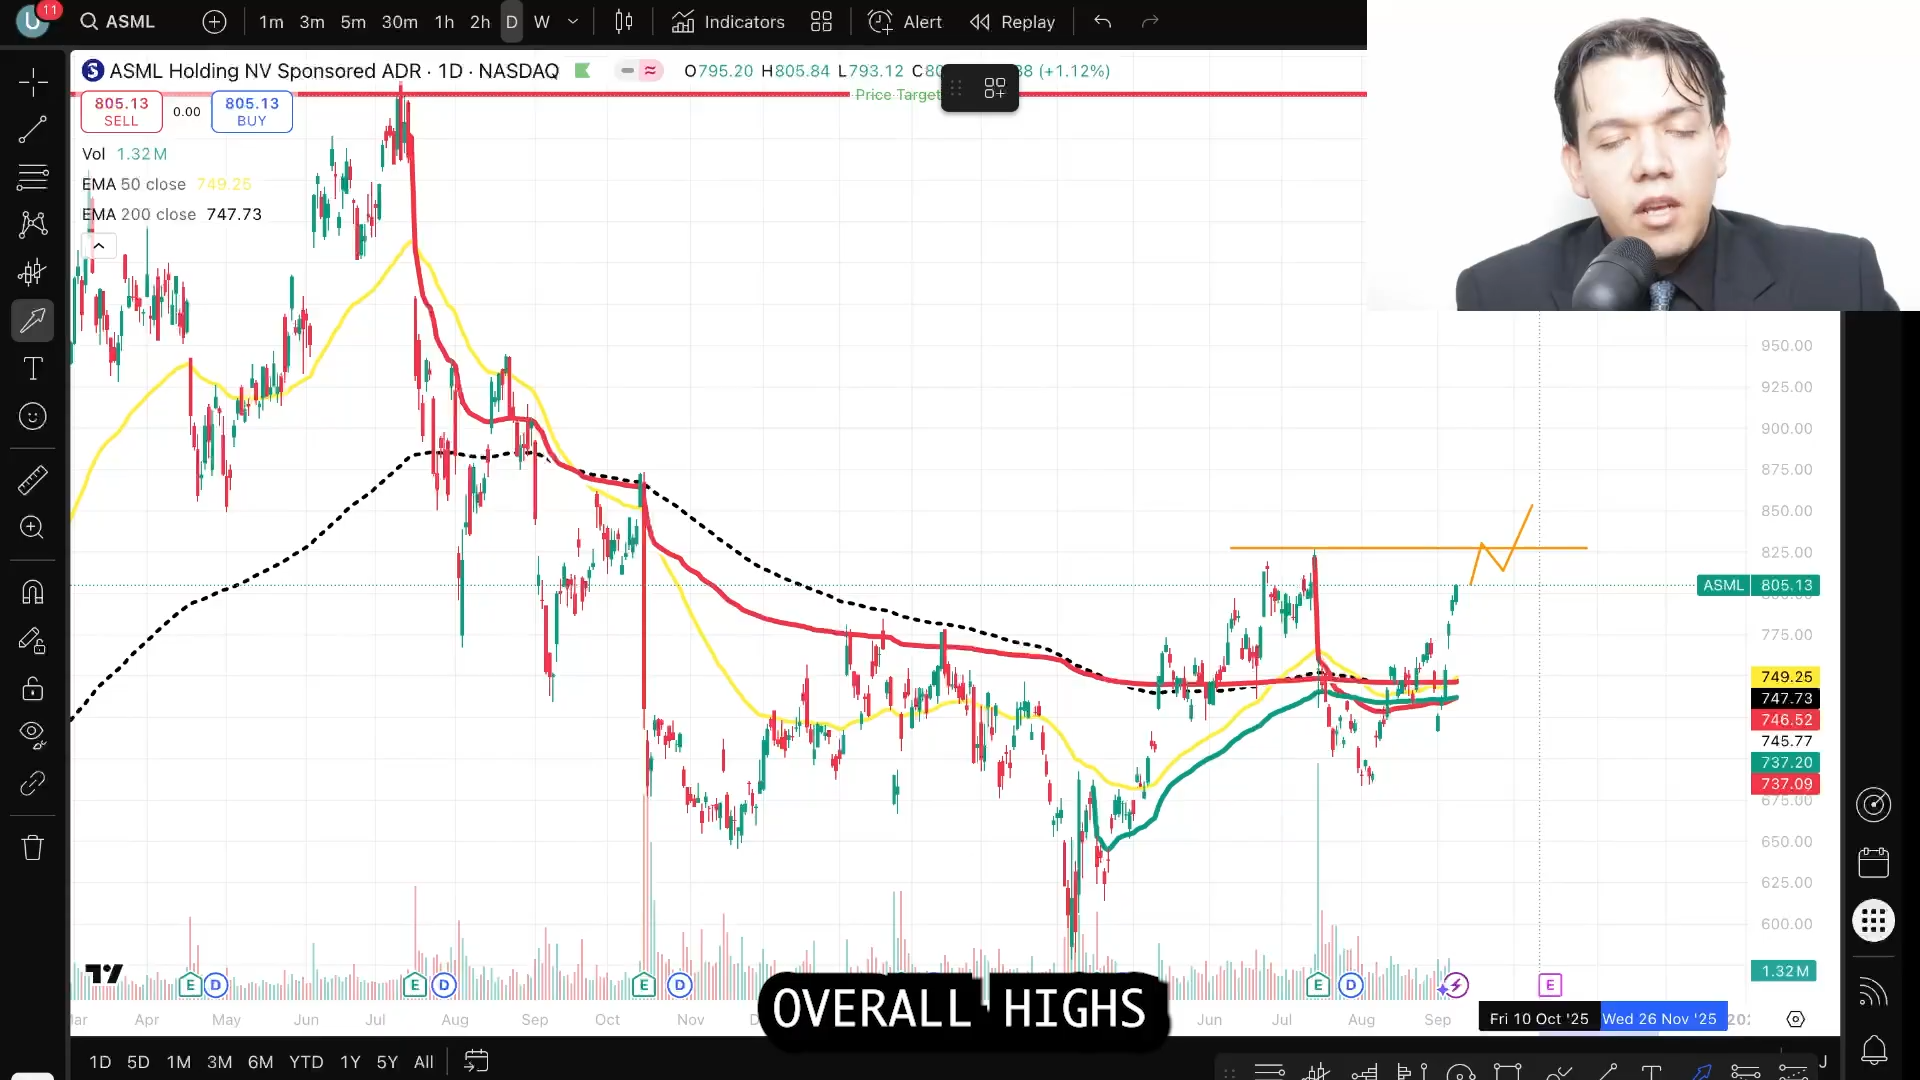 11
ASML
1m 3m 5m 30m 1h 2h D W
Indicators
Alert
Replay
ASML Holding NV Sponsored ADR · 1D · NASDAQ
O795.20 H805.84 L793.12 (+1.12%)
Price Target
805.13
SELL
0.00
805.13
BUY
Vol 1.32M
EMA 50 close 749.25
EMA 200 close 747.73
950.00
925.00
900.00
875.00
850.00
825.00
ASML 805.13
775.00
749.25
747.73
746.52
745.77
737.20
737.09
675.00
650.00
625.00
600.00
1.32M
E D E D E D E D E
OVERALL HIGHS
Apr May Jun Jul Aug Sep Oct Nov Jun Jul Aug Sep
Fri 10 Oct '25 Wed 26 Nov '25
1D 5D 1M 3M 6M YTD 1Y 5Y All